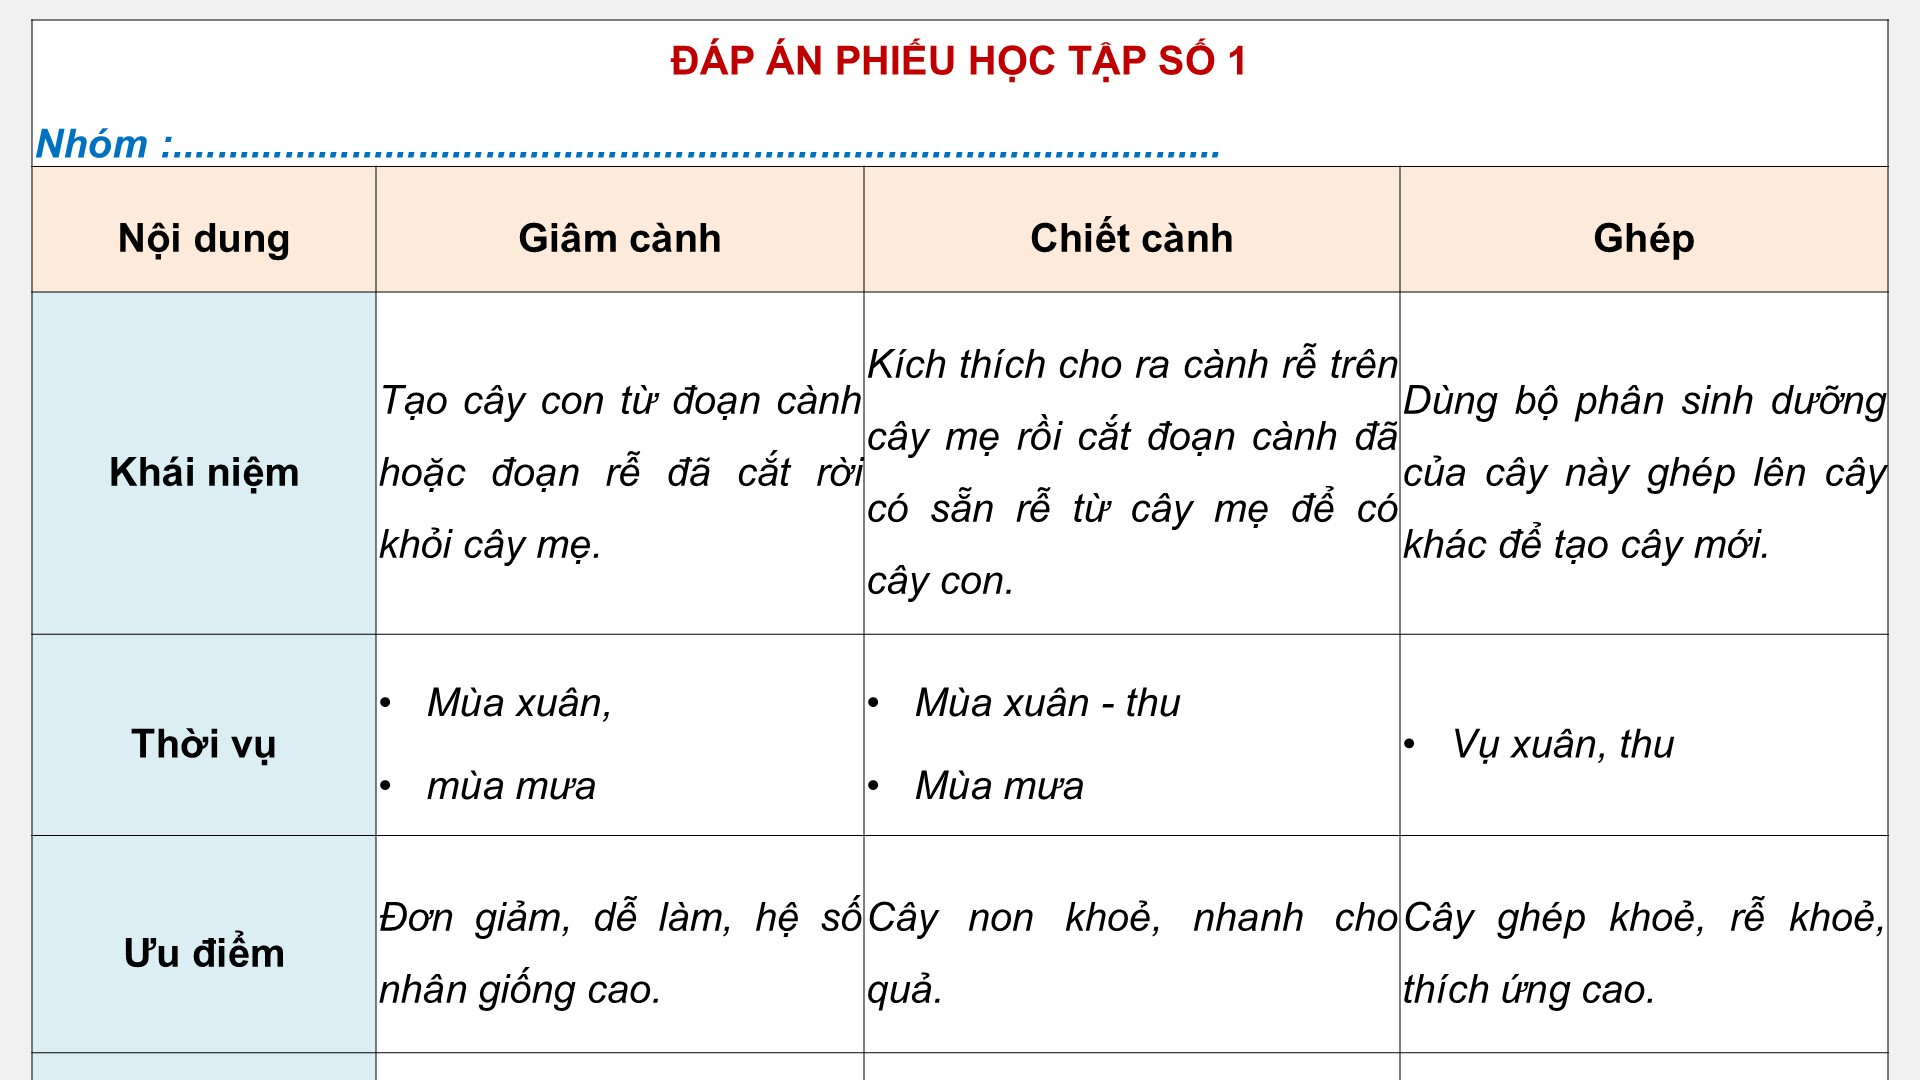 ĐÁP ÁN PHIẾU HỌC TẬP SỐ 1
Nhóm :...............................................................................................
Nội dung
Giâm cành
Chiết cành
Ghép
Khái niệm
Tạo cây con từ đoạn cành
hoặc đoạn rễ đã cắt rời
khỏi cây mẹ.
Kích thích cho ra cành rễ trên
cây mẹ rồi cắt đoạn cành đã
có sẵn rễ từ cây mẹ để có
cây con.
Dùng bộ phân sinh dưỡng
của cây này ghép lên cây
khác để tạo cây mới.
Thời vụ
• Mùa xuân,
• mùa mưa
• Mùa xuân - thu
• Mùa mưa
• Vụ xuân, thu
Ưu điểm
Đơn giảm, dễ làm, hệ số
nhân giống cao.
Cây non khoẻ, nhanh cho
quả.
Cây ghép khoẻ, rễ khoẻ,
thích ứng cao.